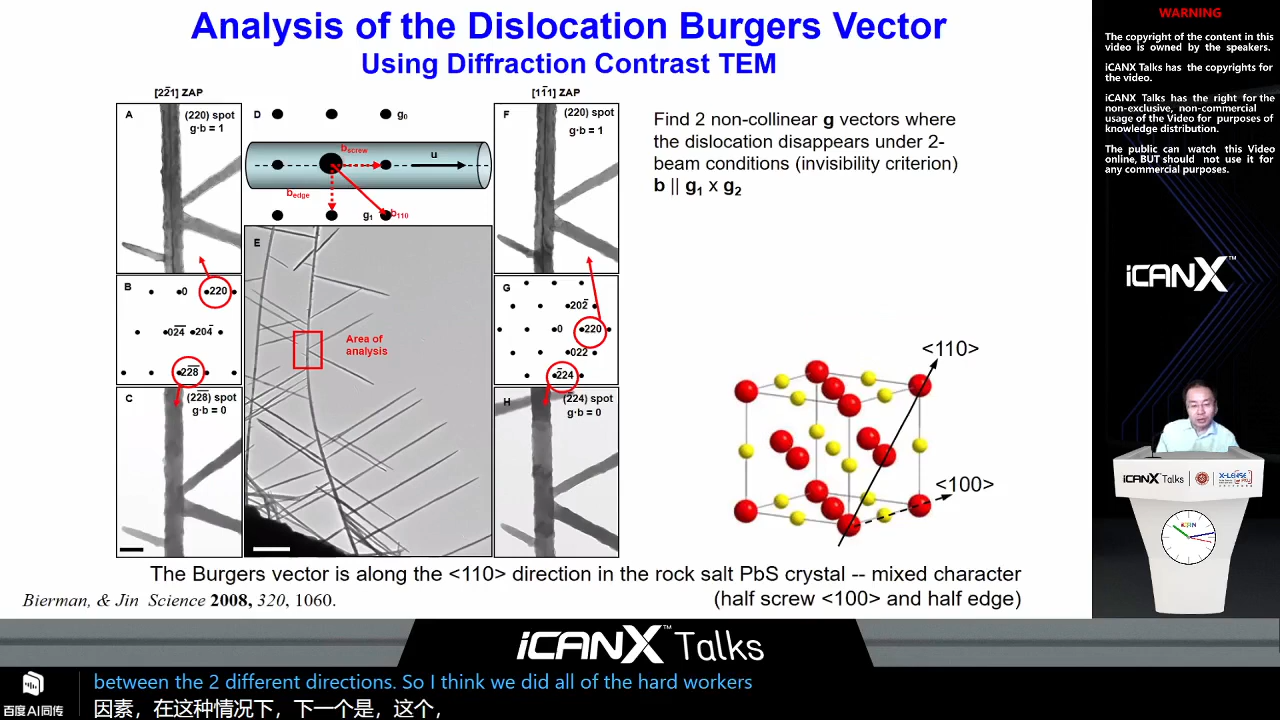 Analysis of the Dislocation Burgers Vector
Using Diffraction Contrast TEM
[22̅1] ZAP
[11̅1] ZAP
A
(220) spot
g·b = 1
D
g₀
b screw
u
b edge
g₁
b₁₁₀
F
(220) spot
g·b = 1
Find 2 non-collinear g vectors where
the dislocation disappears under 2-
beam conditions (invisibility criterion)
b || g₁ x g₂
B
0
220
02̅4̅
204̅
22̅8̅
E
Area of
analysis
G
202̅
0
220
022
2̅24
C
(22̅8̅) spot
g·b = 0
H
(2̅24) spot
g·b = 0
<110>
<100>
The Burgers vector is along the <110> direction in the rock salt PbS crystal -- mixed character
(half screw <100> and half edge)
Bierman, & Jin Science 2008, 320, 1060.
WARNING
The copyright of the content in this
video is owned by the speakers.
iCANX Talks has the copyrights for
the video.
iCANX Talks has the right for the
non-exclusive, non-commercial
usage of the Video for purposes of
knowledge distribution.
The public can watch this Video
online, BUT should not use it for
any commercial purposes.
iCANX™
iCANX Talks
iCANX™ Talks
百度AI同传
between the 2 different directions. So I think we did all of the hard workers
因素，在这种情况下，下一个是，这个，